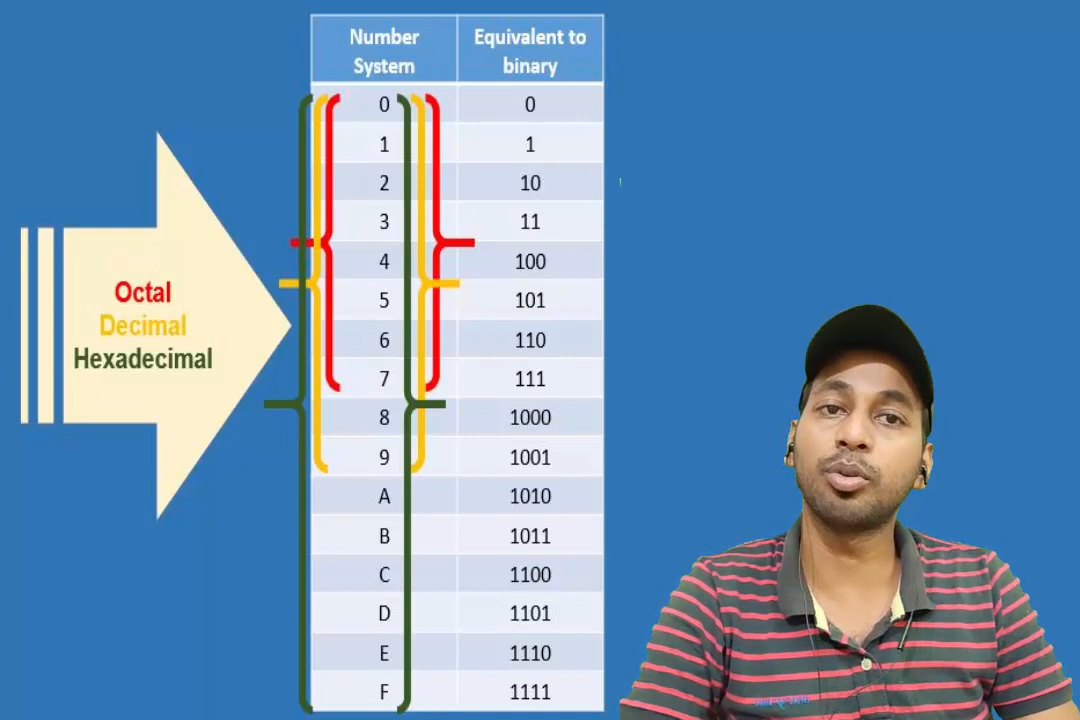 Number System
Equivalent to binary
0 0
1 1
2 10
3 11
4 100
5 101
6 110
7 111
8 1000
9 1001
A 1010
B 1011
C 1100
D 1101
E 1110
F 1111
Octal
Decimal
Hexadecimal